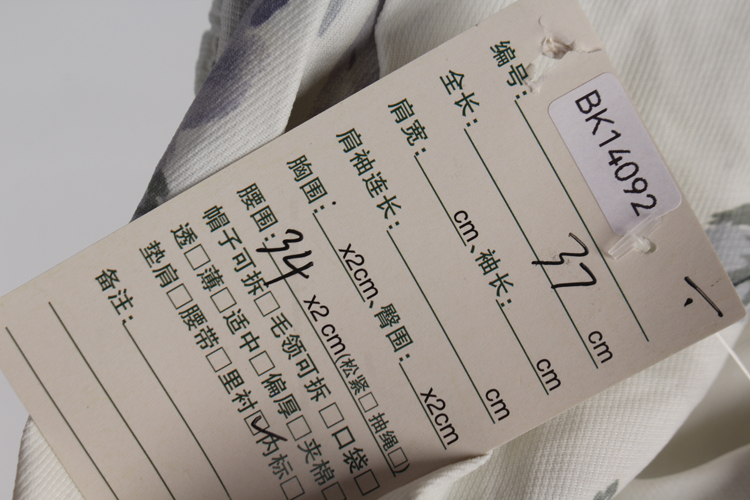 编号: BK14092
全长: 37 cm
肩宽: cm、袖长: cm
肩袖连长: cm
胸围: x2cm、臀围: x2cm
腰围: 34 x2 cm(松紧□ 抽绳□)
帽子可拆□ 毛领可拆□ 口袋□
透□ 薄□ 适中□ 偏厚□ 夹棉□
垫肩□ 腰带□ 里衬☑ 内标□
备注: